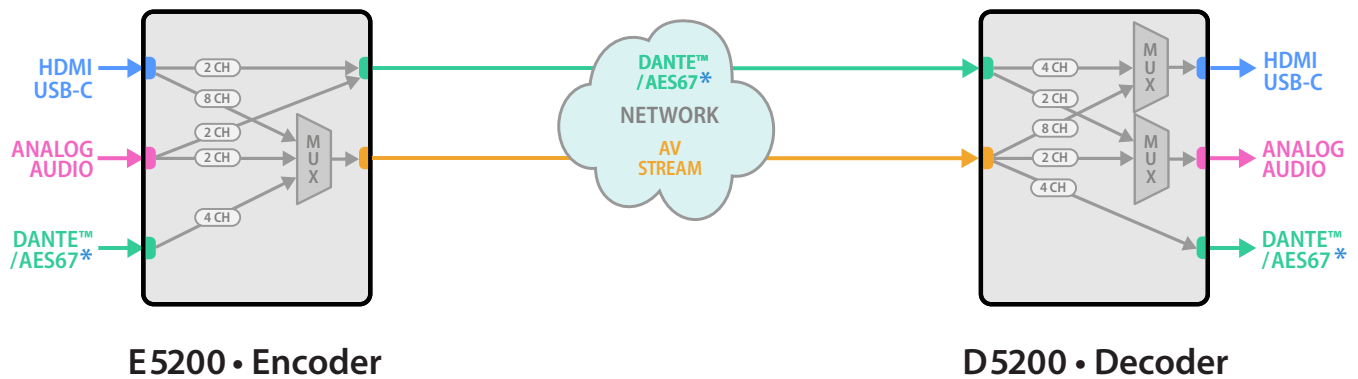 HDMI
USB-C
ANALOG
AUDIO
DANTE™
/AES67*
2 CH
8 CH
2 CH
2 CH
4 CH
MUX
E5200 • Encoder
DANTE™
/AES67*
NETWORK
AV
STREAM
4 CH
2 CH
8 CH
2 CH
4 CH
MUX
MUX
HDMI
USB-C
ANALOG
AUDIO
DANTE™
/AES67*
D5200 • Decoder